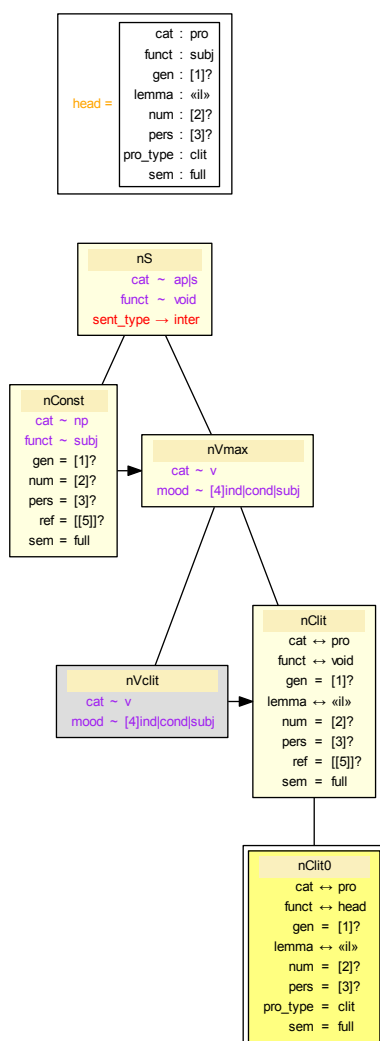 head =
cat : pro
funct : subj
gen : [1]?
lemma : «il»
num : [2]?
pers : [3]?
pro_type : clit
sem : full
nS
cat ~ ap|s
funct ~ void
sent_type → inter
nConst
cat ~ np
funct ~ subj
gen = [1]?
num = [2]?
pers = [3]?
ref = [[5]]?
sem = full
nVmax
cat ~ v
mood ~ [4]ind|cond|subj
nVclit
cat ~ v
mood ~ [4]ind|cond|subj
nClit
cat ↔ pro
funct ↔ void
gen = [1]?
lemma ↔ «il»
num = [2]?
pers = [3]?
ref = [[5]]?
sem = full
nClit0
cat ↔ pro
funct ↔ head
gen = [1]?
lemma ↔ «il»
num = [2]?
pers = [3]?
pro_type = clit
sem = full